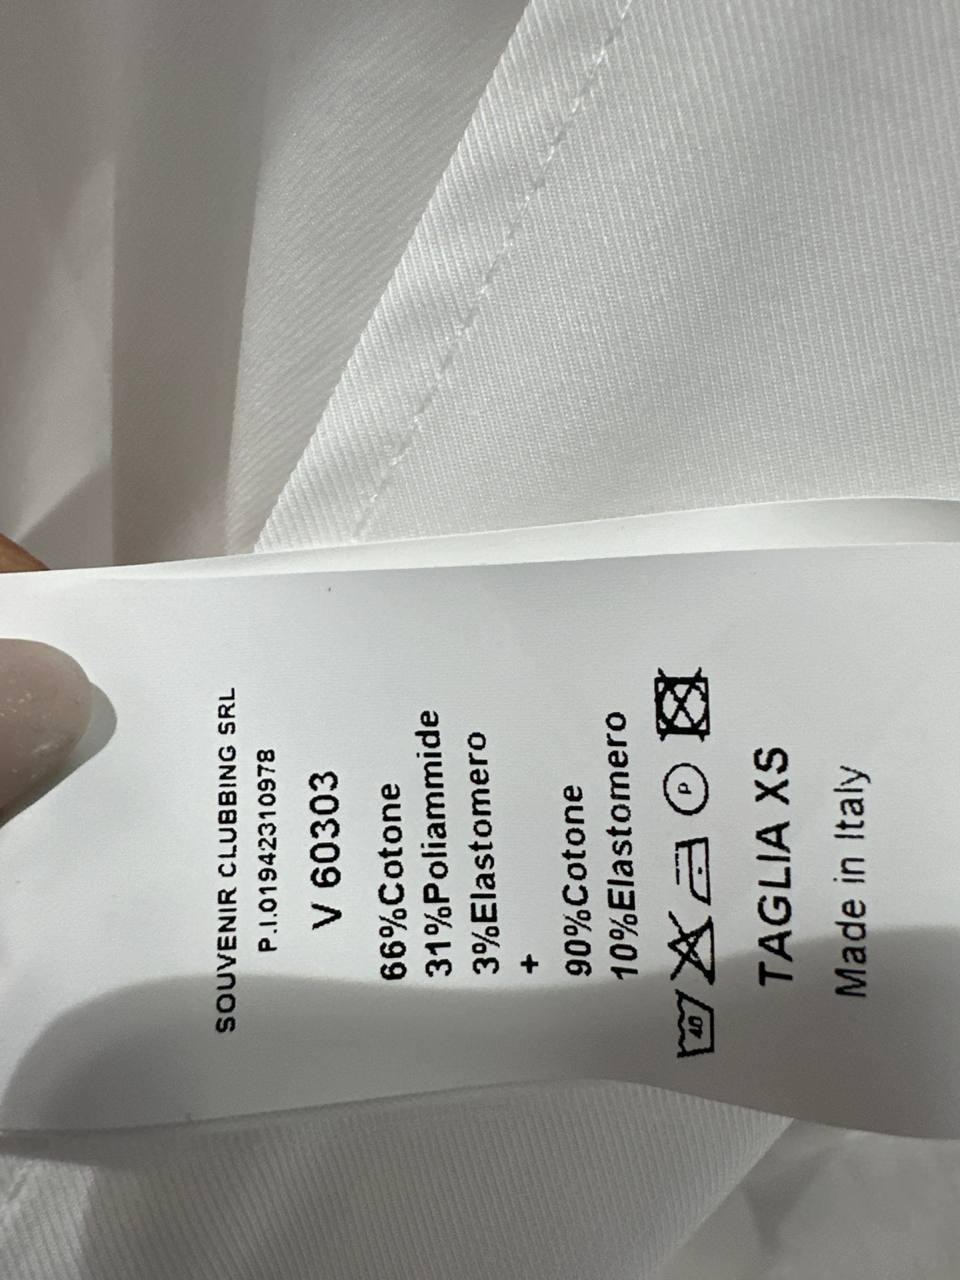 SOUVENIR CLUBBING SRL
P.I.01942310978
V 60303
66%Cotone
31%Poliammide
3%Elastomero
+
90%Cotone
10%Elastomero
40 P
TAGLIA XS
Made in Italy